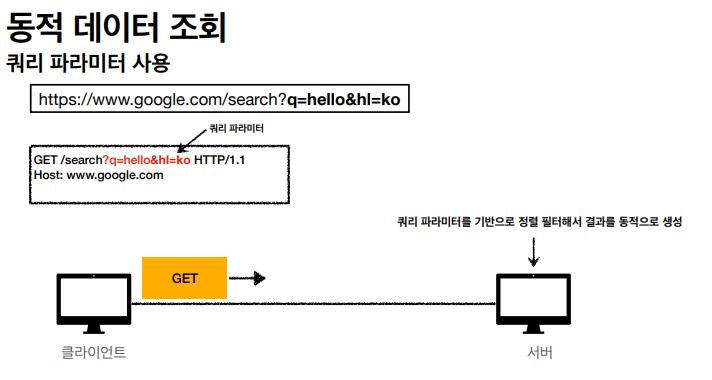 동적 데이터 조회
쿼리 파라미터 사용
https://www.google.com/search?q=hello&hl=ko
쿼리 파라미터
GET /search?q=hello&hl=ko HTTP/1.1
Host: www.google.com
쿼리 파라미터를 기반으로 정렬 필터해서 결과를 동적으로 생성
GET
클라이언트
서버